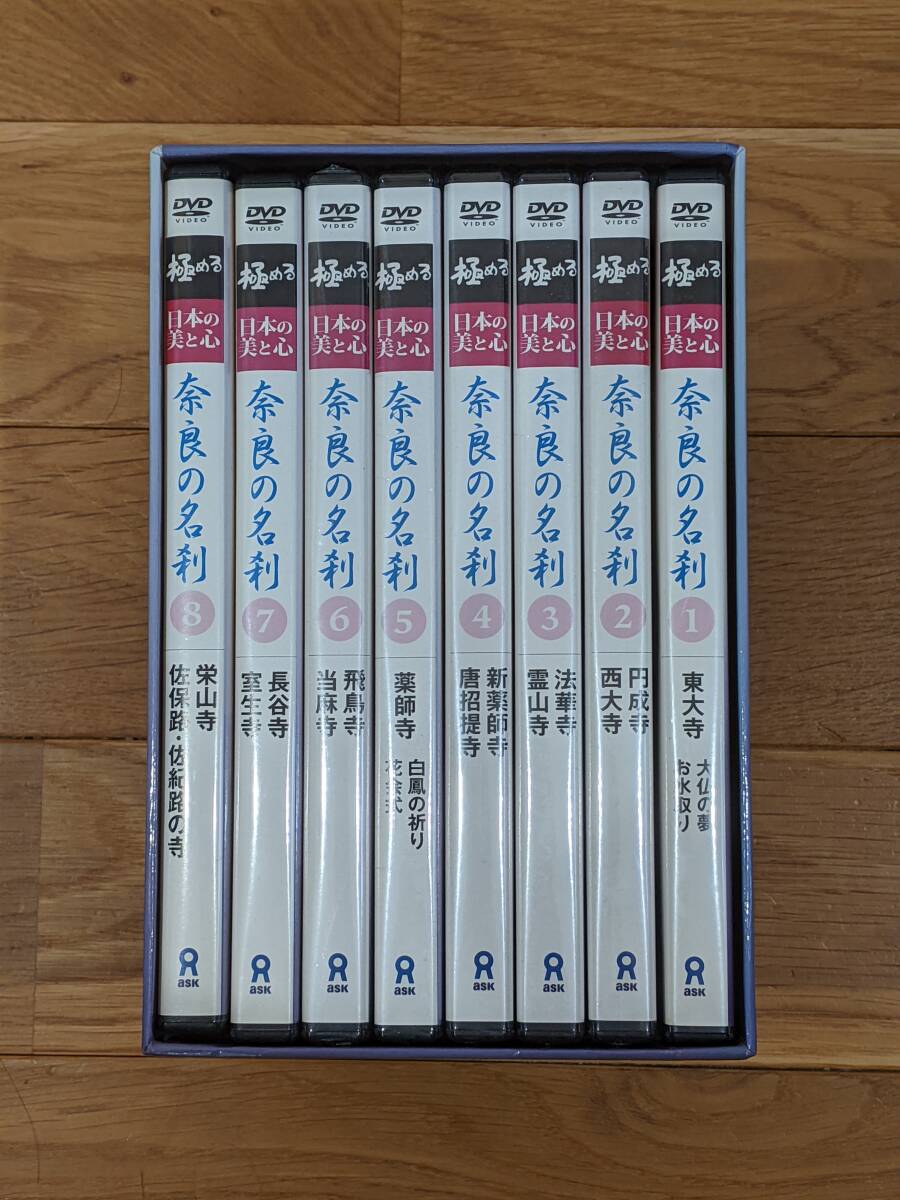 DVD
VIDEO
極める
日本の
美と心
奈良の名刹
8
栄山寺
佐保路・佐紀路の寺
ASK
DVD
VIDEO
極める
日本の
美と心
奈良の名刹
7
長谷寺
室生寺
ASK
DVD
VIDEO
極める
日本の
美と心
奈良の名刹
6
飛鳥寺
当麻寺
ASK
DVD
VIDEO
極める
日本の
美と心
奈良の名刹
5
薬師寺
白鳳の祈り
花会式
ASK
DVD
VIDEO
極める
日本の
美と心
奈良の名刹
4
新薬師寺
唐招提寺
ASK
DVD
VIDEO
極める
日本の
美と心
奈良の名刹
3
法華寺
霊山寺
ASK
DVD
VIDEO
極める
日本の
美と心
奈良の名刹
2
円成寺
西大寺
ASK
DVD
VIDEO
極める
日本の
美と心
奈良の名刹
1
東大寺
大仏の夢
お水取り
ASK